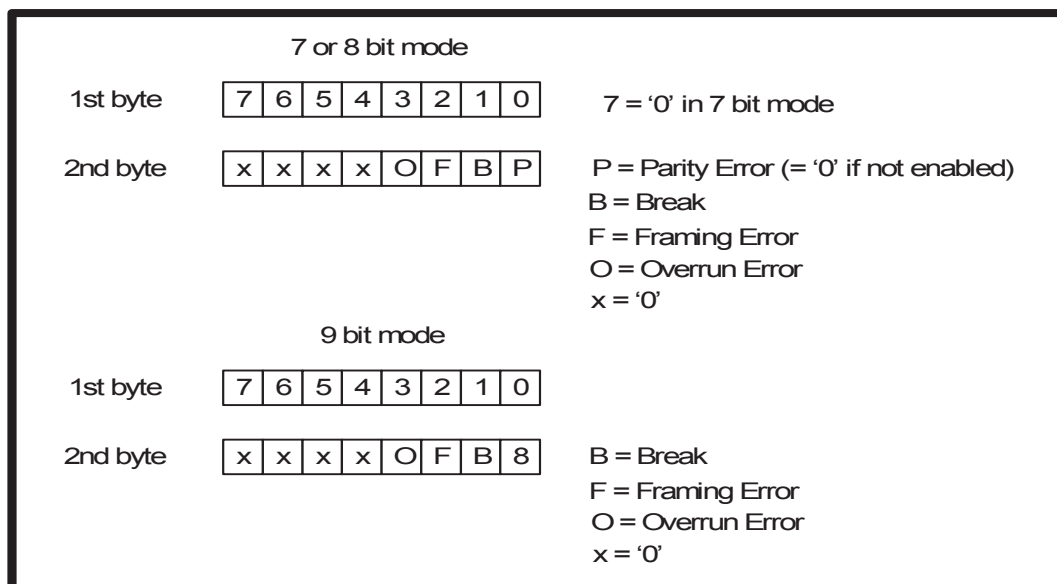 7 or 8 bit mode
1st byte 7 6 5 4 3 2 1 0 7 = ‘0’ in 7 bit mode
2nd byte x x x x O F B P P = Parity Error (= ‘0’ if not enabled)
B = Break
F = Framing Error
O = Overrun Error
x = ‘0’
9 bit mode
1st byte 7 6 5 4 3 2 1 0
2nd byte x x x x O F B 8 B = Break
F = Framing Error
O = Overrun Error
x = ‘0’